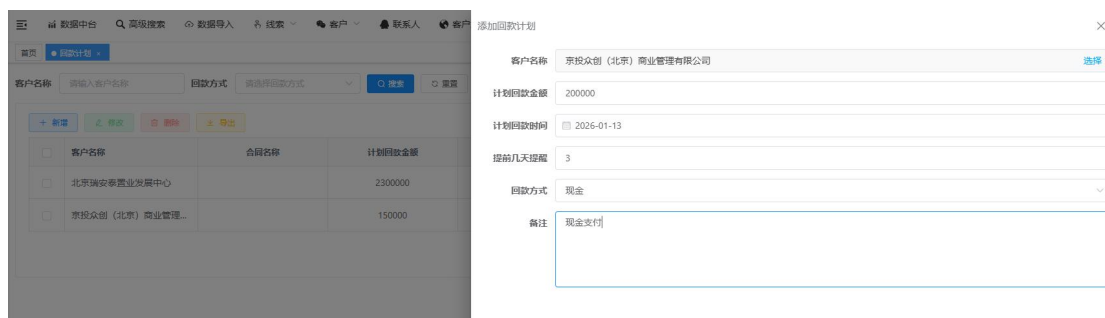 数据中台 高级搜索 数据导入 线索 客户 联系人 客户
添加回款计划
首页 回款计划
客户名称 请输入客户名称 回款方式 请选择回款方式 搜索 重置
新增 修改 删除 导出
客户名称 合同名称 计划回款金额
北京瑞安泰置业发展中心 2300000
京投众创（北京）商业管理... 150000
客户名称 京投众创（北京）商业管理有限公司 选择
计划回款金额 200000
计划回款时间 2026-01-13
提前几天提醒 3
回款方式 现金
备注 现金支付